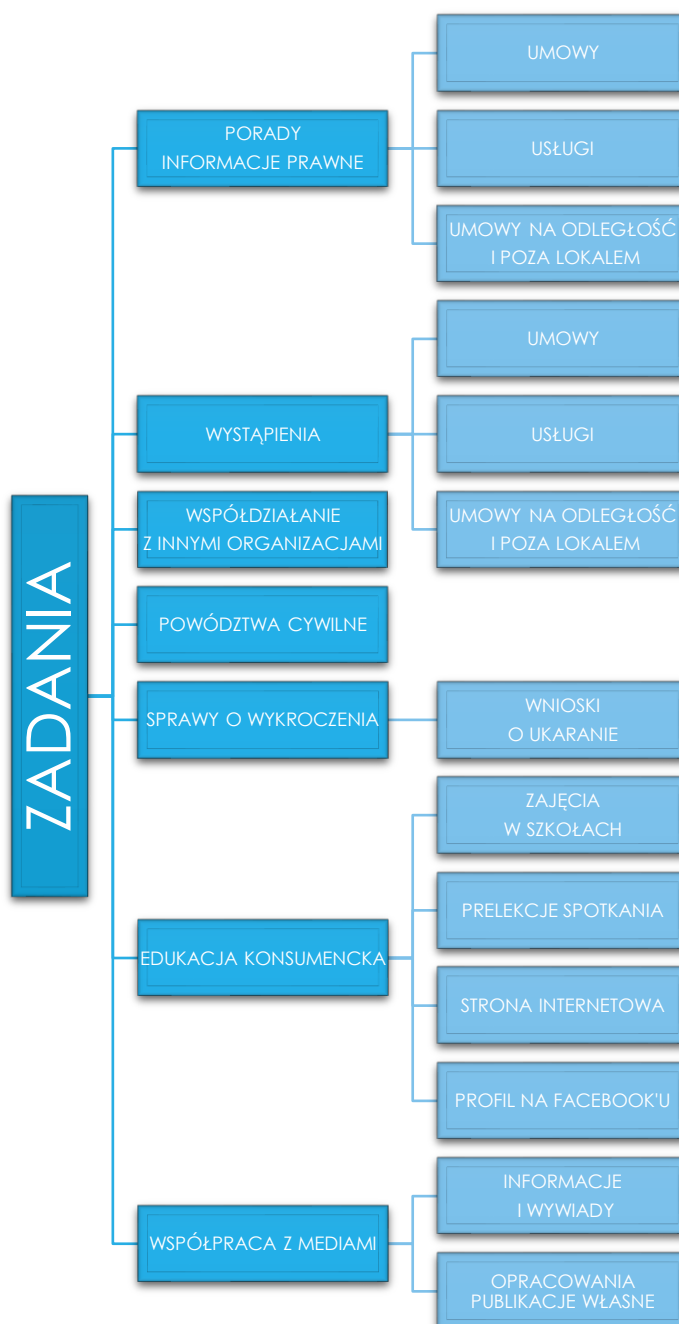 ZADANIA
PORADY
INFORMACJE PRAWNE
UMOWY
USŁUGI
UMOWY NA ODLEGŁOŚĆ
I POZA LOKALEM
WYSTĄPIENIA
UMOWY
USŁUGI
UMOWY NA ODLEGŁOŚĆ
I POZA LOKALEM
WSPÓŁDZIAŁANIE
Z INNYMI ORGANIZACJAMI
POWÓDZTWA CYWILNE
SPRAWY O WYKROCZENIA
WNIOSKI
O UKARANIE
EDUKACJA KONSUMENCKA
ZAJĘCIA
W SZKOŁACH
PRELEKCJE SPOTKANIA
STRONA INTERNETOWA
PROFIL NA FACEBOOK'U
WSPÓŁPRACA Z MEDIAMI
INFORMACJE
I WYWIADY
OPRACOWANIA
PUBLIKACJE WŁASNE